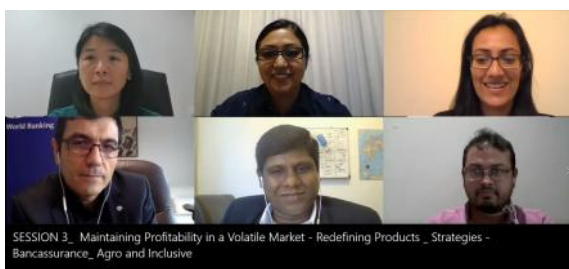 World Banking
SESSION 3_ Maintaining Profitability in a Volatile Market - Redefining Products _ Strategies -
Bancassurance_ Agro and Inclusive